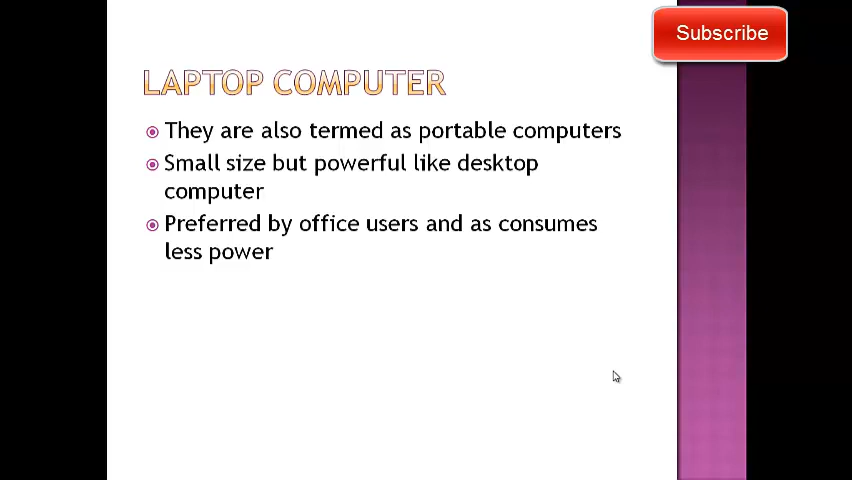 Subscribe
LAPTOP COMPUTER
They are also termed as portable computers
Small size but powerful like desktop
computer
Preferred by office users and as consumes
less power